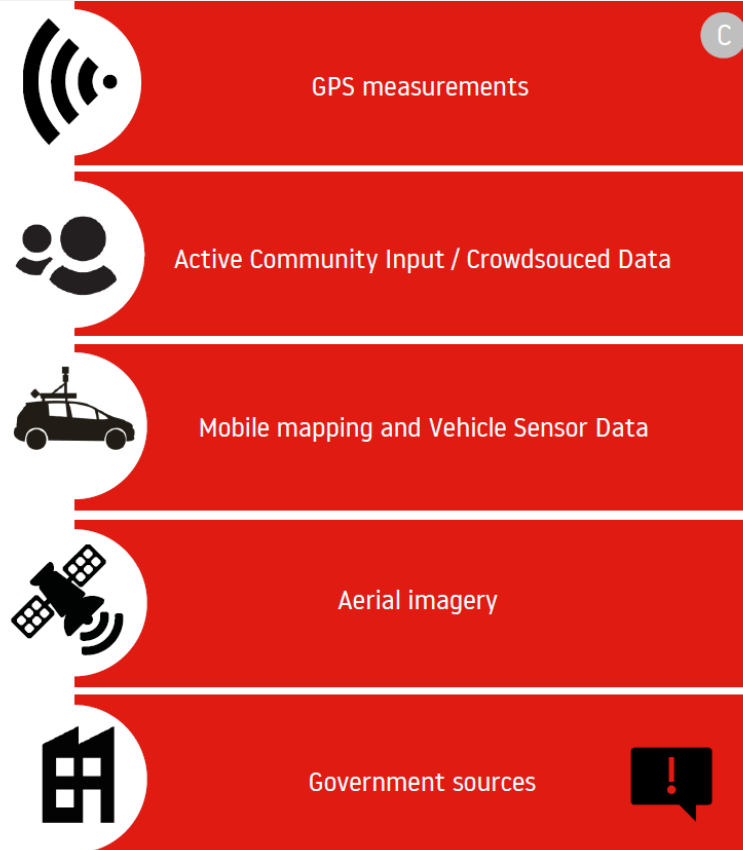 C
GPS measurements
Active Community Input / Crowdsouced Data
Mobile mapping and Vehicle Sensor Data
Aerial imagery
Government sources
!